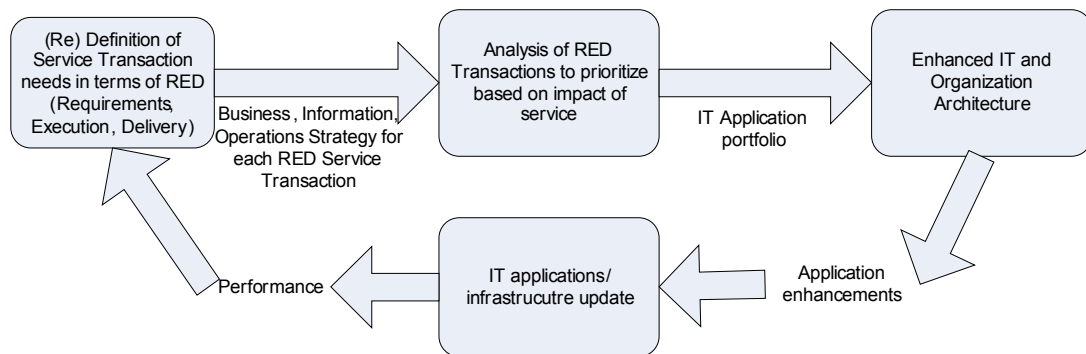 (Re) Definition of
Service Transaction
needs in terms of RED
(Requirements,
Execution, Delivery)
Business, Information,
Operations Strategy for
each RED Service
Transaction
Analysis of RED
Transactions to prioritize
based on impact of
service
IT Application
portfolio
Enhanced IT and
Organization
Architecture
Application
enhancements
IT applications/
infrastrucutre update
Performance